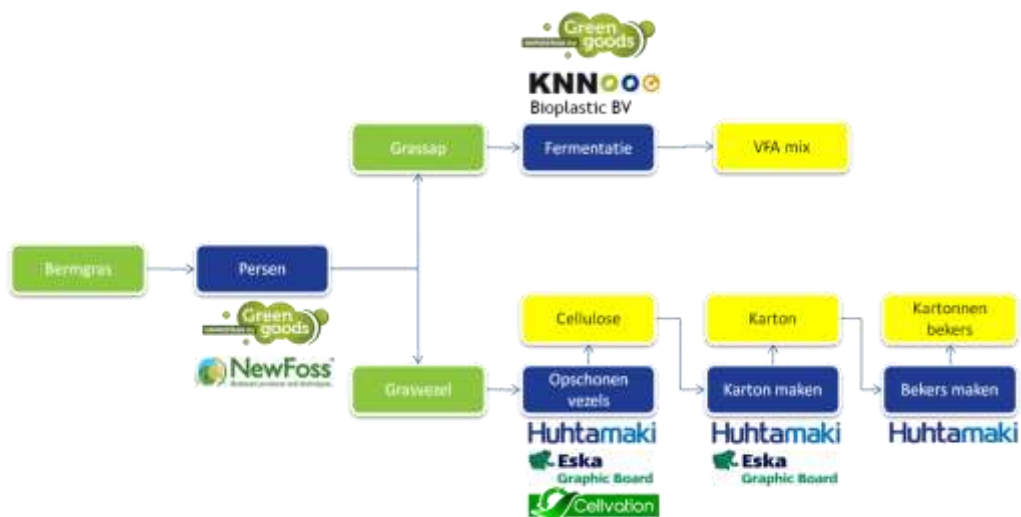 Green
goods
KNN
Bioplastic BV
Grassap
Fermentatie
VFA mix
Bermgras
Persen
Green
goods
NewFoss
Cellulose
Karton
Kartonnen
bekers
Grasvezel
Opschonen
vezels
Karton maken
Bekers maken
Huhtamaki
Huhtamaki
Huhtamaki
Eska
Graphic Board
Eska
Graphic Board
Cellvation